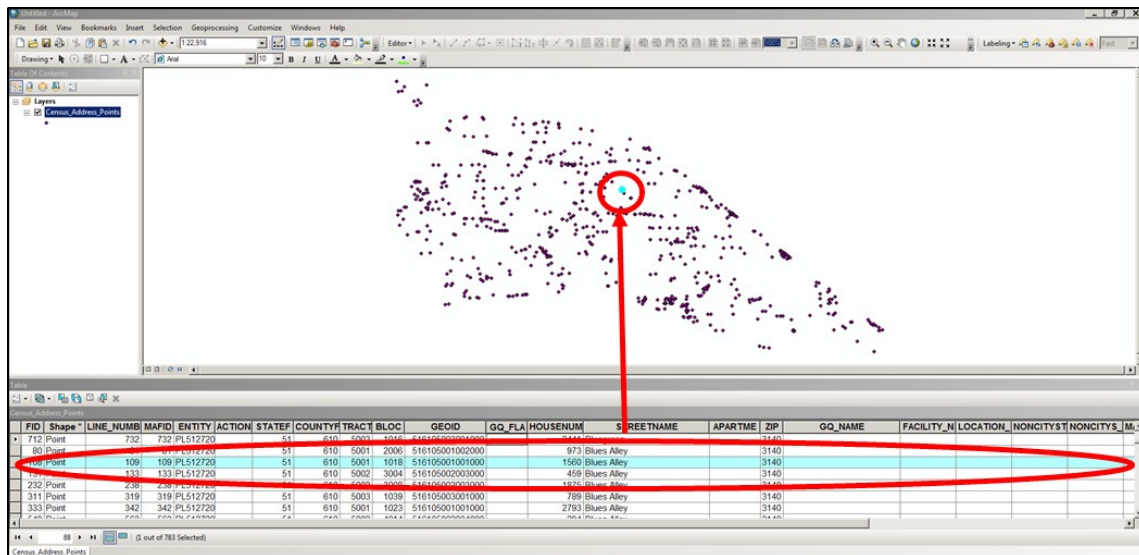 Untitled - ArcMap
File Edit View Bookmarks Insert Selection Geoprocessing Customize Windows Help
1:22,916 Editor Labeling Fast
Drawing A Arial 10 B I U A
Table Of Contents
Layers
Census_Address_Points
Table
Census_Address_Points
FID Shape * LINE_NUMB MAFID ENTITY ACTION STATEF COUNTYF TRACT BLOC GEOID GQ_FLA HOUSENUM STREETNAME APARTME ZIP GQ_NAME FACILITY_N LOCATION_ NONCITYST NONCITYS_
712 Point 732 732 PL512720 51 610 5003 3140
80 Point PL512720 51 610 5001 2006 516105001002000 973 Blues Alley 3140
109 109 PL512720 51 610 5001 1018 516105001001000 1560 Blues Alley 3140
133 133 PL512720 51 610 5002 3004 516105002003000 459 Blues Alley 3140
232 Point 238 PL512720 51 610 1875 Blues Alley 3140
311 Point 319 319 PL512720 51 610 5003 1039 516105003001000 789 Blues Alley 3140
333 Point 342 342 PL512720 51 610 5001 1023 516105001001000 2793 Blues Alley 3140
88 (1 out of 783 Selected)
Census_Address_Points